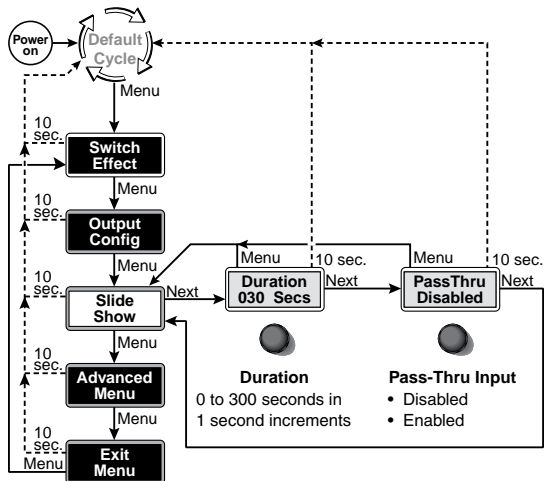 Power
on
Default
Cycle
Menu
10
sec.
Switch
Effect
Menu
10
sec.
Output
Config
Menu
Menu
10 sec.
Menu
10 sec.
10
sec.
Slide
Show
Next
Duration
030 Secs
Next
PassThru
Disabled
Next
Menu
10
sec.
Advanced
Menu
Duration
0 to 300 seconds in
1 second increments
Pass-Thru Input
• Disabled
• Enabled
Menu
10
sec.
Menu
Exit
Menu